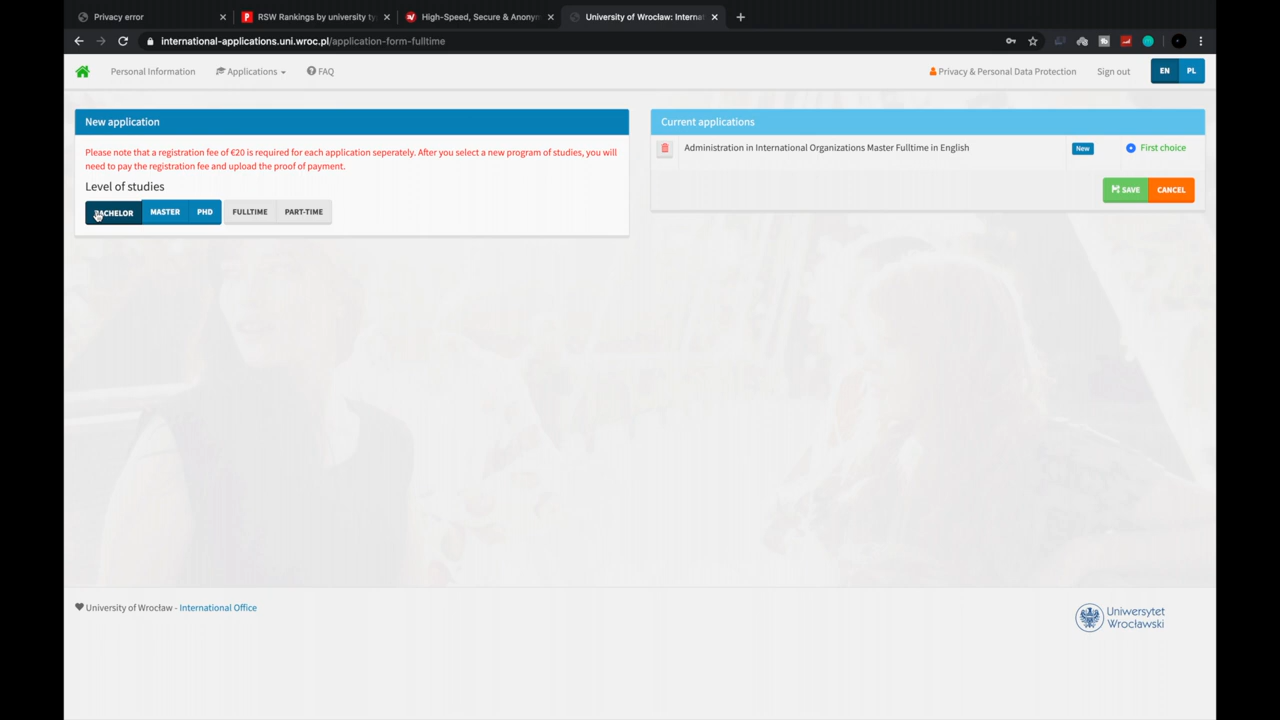 Privacy error
RSW Rankings by university ty
High-Speed, Secure & Anonym
University of Wrocław: Internat
international-applications.uni.wroc.pl/application-form-fulltime
Personal Information
Applications
FAQ
Privacy & Personal Data Protection
Sign out
EN
PL
New application
Please note that a registration fee of €20 is required for each application seperately. After you select a new program of studies, you will
need to pay the registration fee and upload the proof of payment.
Level of studies
BACHELOR
MASTER
PHD
FULLTIME
PART-TIME
Current applications
Administration in International Organizations Master Fulltime in English
New
First choice
SAVE
CANCEL
University of Wrocław - International Office
Uniwersytet
Wrocławski